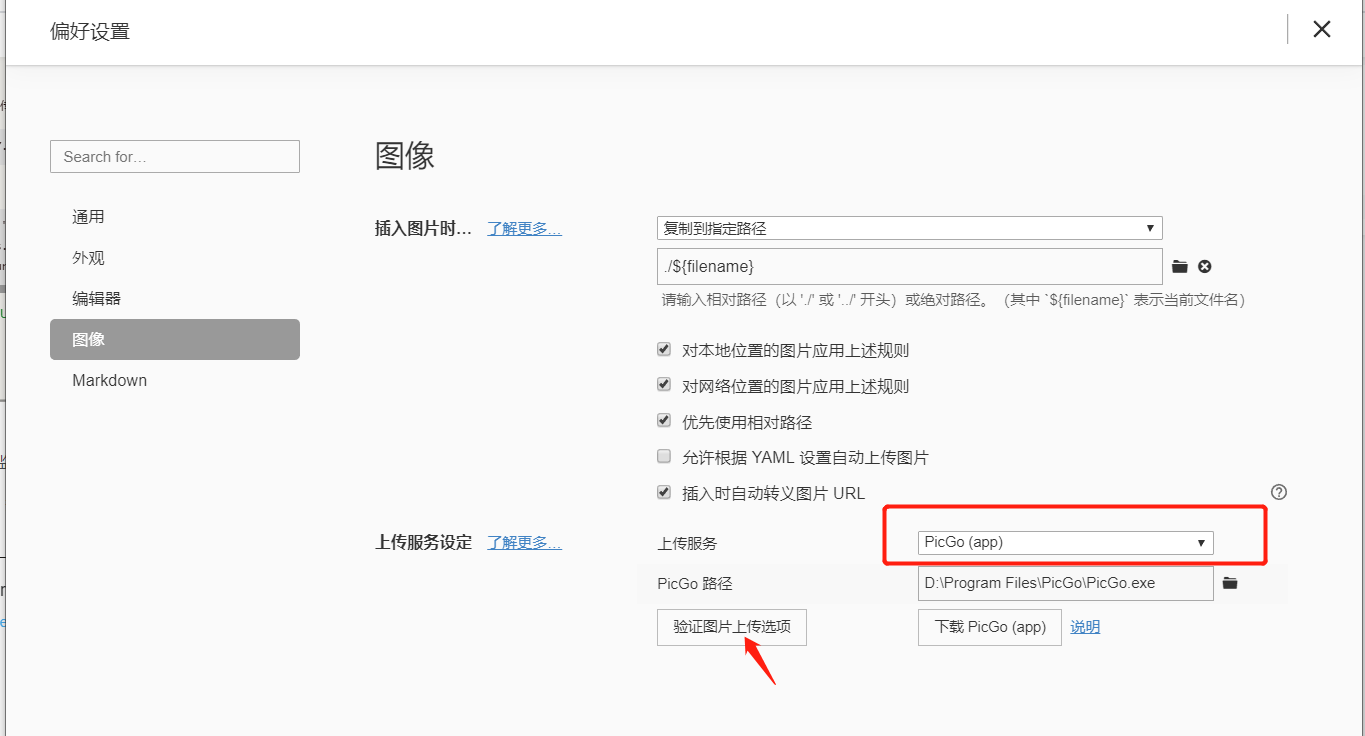 偏好设置
Search for...
通用
外观
编辑器
图像
Markdown
图像
插入图片时... 了解更多...
复制到指定路径
./${filename}
请输入相对路径（以 './' 或 '../' 开头）或绝对路径。（其中 `${filename}` 表示当前文件名）
对本地位置的图片应用上述规则
对网络位置的图片应用上述规则
优先使用相对路径
允许根据 YAML 设置自动上传图片
插入时自动转义图片 URL
上传服务设定 了解更多...
上传服务 PicGo (app)
PicGo 路径 D:\Program Files\PicGo\PicGo.exe
验证图片上传选项 下载 PicGo (app) 说明